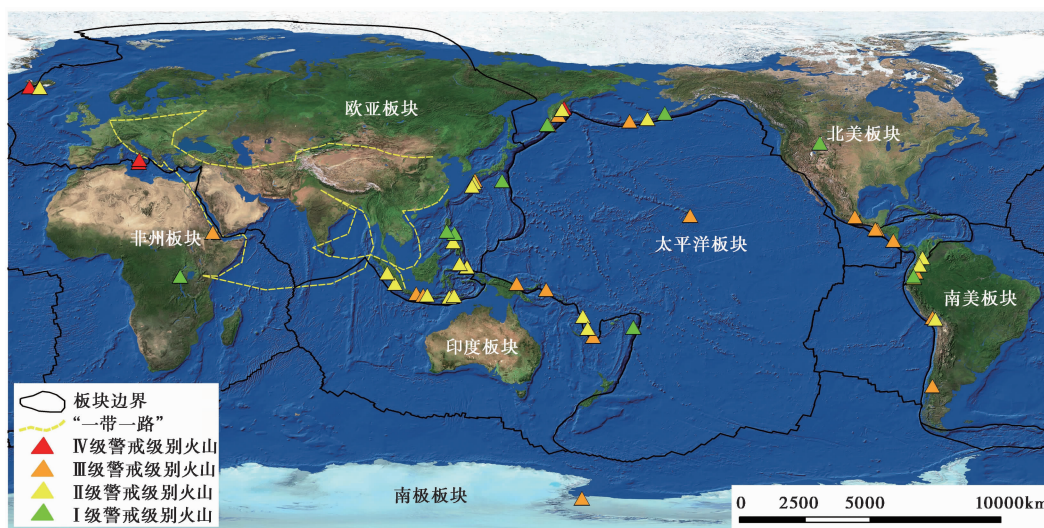 欧亚板块
北美板块
非州板块
太平洋板块
南美板块
印度板块
南极板块
板块边界
“一带一路”
Ⅳ级警戒级别火山
Ⅲ级警戒级别火山
Ⅱ级警戒级别火山
Ⅰ级警戒级别火山
0 2500 5000 10000km